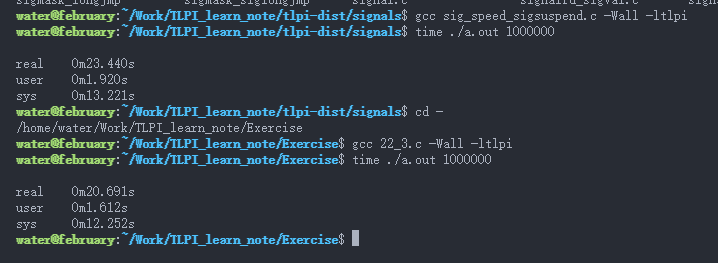 sigmask_longjmp sigmask_siglongjmp signal.c signalfd_sigval.c
water@february:~/Work/TLPI_learn_note/tlpi-dist/signals$ gcc sig_speed_sigsuspend.c -Wall -ltlpi
water@february:~/Work/TLPI_learn_note/tlpi-dist/signals$ time ./a.out 1000000
real 0m23.440s
user 0m1.920s
sys 0m13.221s
water@february:~/Work/TLPI_learn_note/tlpi-dist/signals$ cd -
/home/water/Work/TLPI_learn_note/Exercise
water@february:~/Work/TLPI_learn_note/Exercise$ gcc 22_3.c -Wall -ltlpi
water@february:~/Work/TLPI_learn_note/Exercise$ time ./a.out 1000000
real 0m20.691s
user 0m1.612s
sys 0m12.252s
water@february:~/Work/TLPI_learn_note/Exercise$